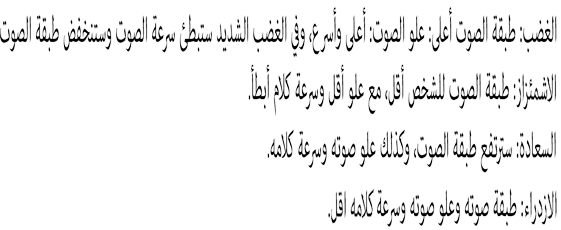 الغضب: طبقة الصوت أعلى: علو الصوت: أعلى وأسرع، وفي الغضب الشديد ستبطئ سرعة الصوت وستنخفض طبقة الصوت
الاشمئزاز: طبقة الصوت للشخص أقل، مع علو أقل وسرعة كلام أبطأ.
السعادة: سترتفع طبقة الصوت، وكذلك علو صوته وسرعة كلامه.
الازدراء: طبقة صوته وعلو صوته وسرعة كلامه اقل.